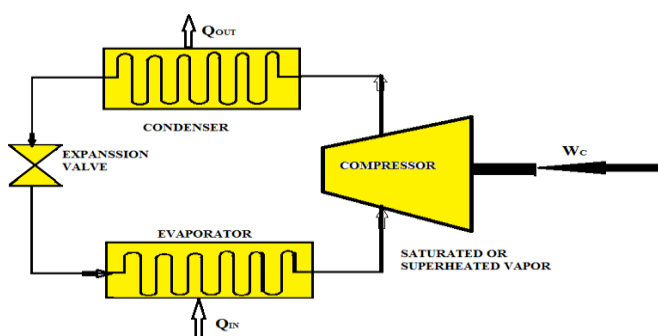 QOUT
CONDENSER
EXPANSSION
VALVE
COMPRESSOR
WC
EVAPORATOR
SATURATED OR
SUPERHEATED VAPOR
QIN